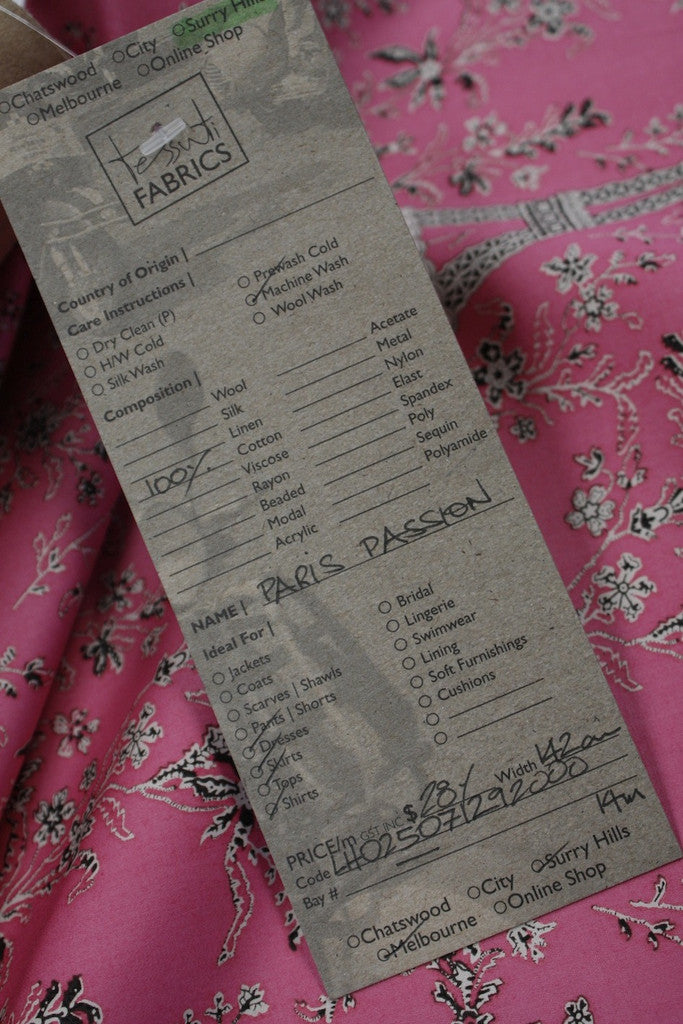 Chatswood City Surry Hills
Melbourne Online Shop
tessuti
FABRICS
Country of Origin |
Care Instructions |
Dry Clean (P) Prewash Cold
H/W Cold Machine Wash
Silk Wash Wool Wash
Composition |
Wool Acetate
Silk Metal
Linen Nylon
100% Cotton Elast
Viscose Spandex
Rayon Poly
Beaded Sequin
Modal Polyamide
Acrylic
NAME | PARIS PASSION
Ideal For |
Jackets Bridal
Coats Lingerie
Scarves | Shawls Swimwear
Pants | Shorts Lining
Dresses Soft Furnishings
Skirts Cushions
Tops
Shirts
PRICE/m GST INC $ 28/ Width 142cm
Code LH02507/292000
Bay # 14m
Chatswood City Surry Hills
Melbourne Online Shop